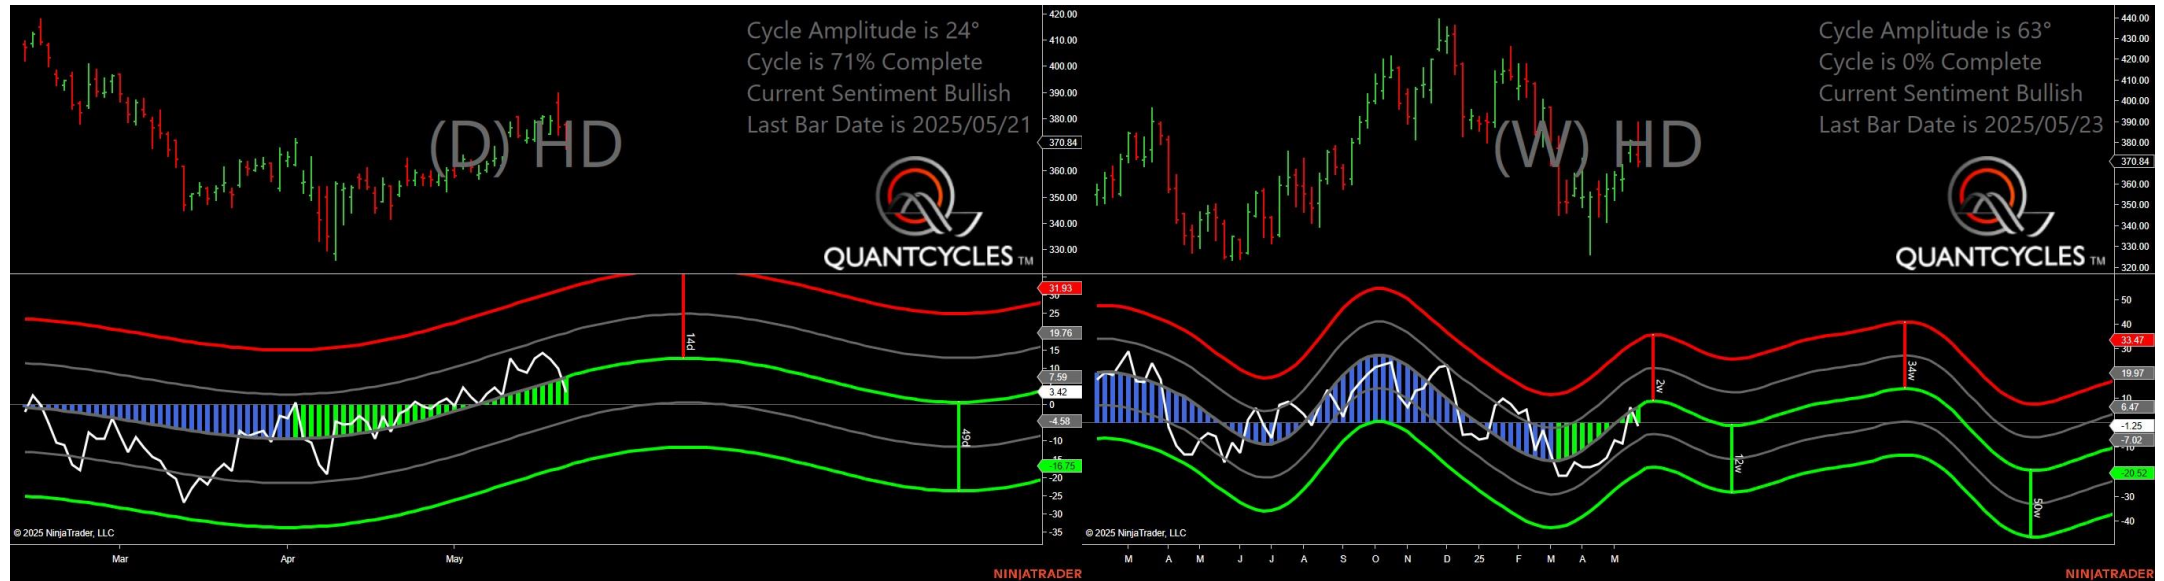 Cycle Amplitude is 24°
Cycle is 71% Complete
Current Sentiment Bullish
Last Bar Date is 2025/05/21
(D) HD
QUANTCYCLES TM
420.00
410.00
400.00
390.00
380.00
370.84
360.00
350.00
340.00
330.00
31.93
30
25
19.76
15
10
7.59
3.42
0
-4.58
-10
-15
-16.75
-20
-25
-30
-35
14d
49d
© 2025 NinjaTrader, LLC
Mar
Apr
May
NINJATRADER
Cycle Amplitude is 63°
Cycle is 0% Complete
Current Sentiment Bullish
Last Bar Date is 2025/05/23
(W) HD
QUANTCYCLES TM
440.00
430.00
420.00
410.00
400.00
390.00
380.00
370.84
360.00
350.00
340.00
330.00
320.00
50
40
33.47
30
19.97
10
6.47
-1.25
-7.02
-20.52
-30
-40
2w
12w
34w
50w
© 2025 NinjaTrader, LLC
M A M J J A S O N D 25 F M A M
NINJATRADER